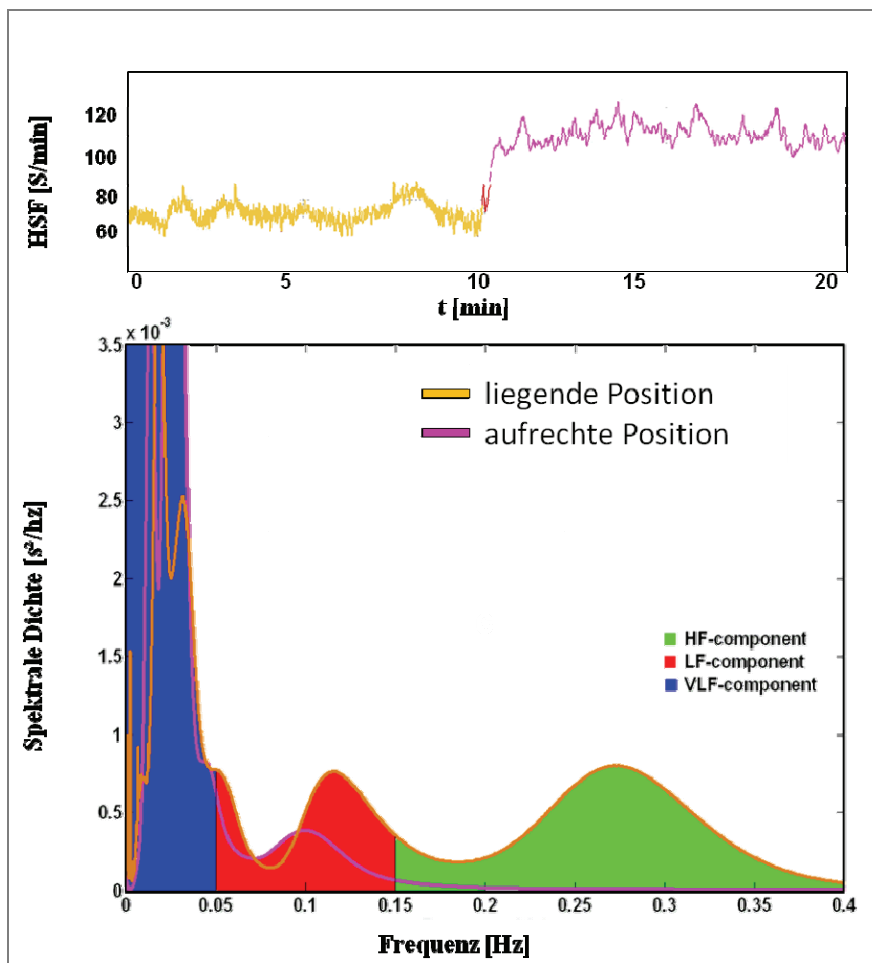 HSF [S/min]
120
100
80
60
0 5 10 15 20
t [min]
x 10⁻³
3.5
3
2.5
2
1.5
1
0.5
0
Spektrale Dichte [s²/hz]
liegende Position
aufrechte Position
HF-component
LF-component
VLF-component
0 0.05 0.1 0.15 0.2 0.25 0.3 0.35 0.4
Frequenz [Hz]